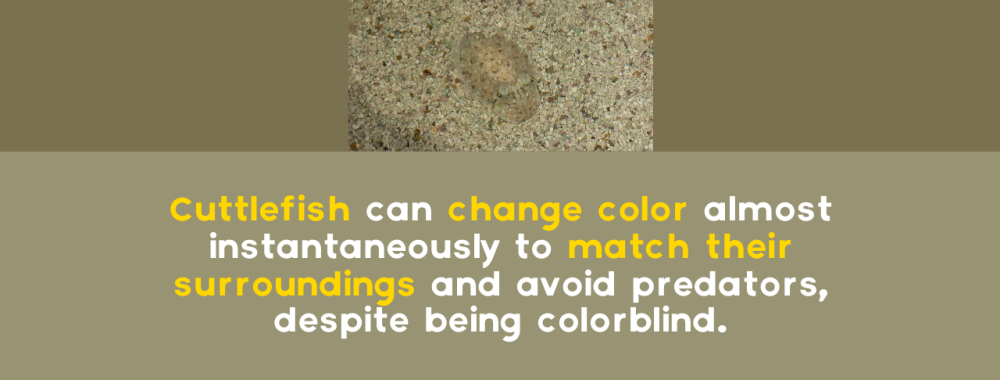 Cuttlefish can change color almost
instantaneously to match their
surroundings and avoid predators,
despite being colorblind.